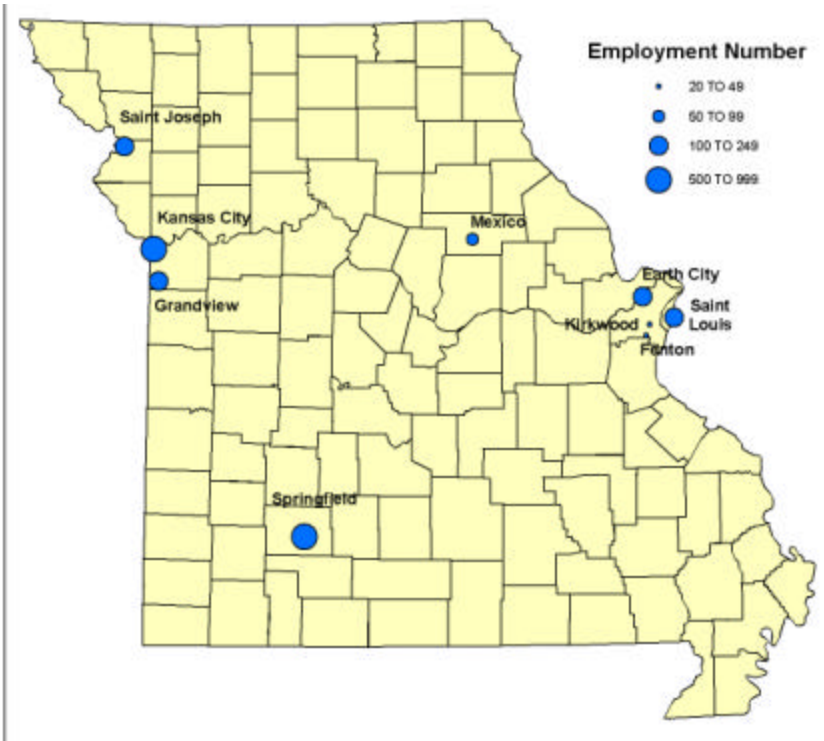 Employment Number
20 TO 49
50 TO 99
100 TO 249
500 TO 999
Saint Joseph
Kansas City
Mexico
Earth City
Grandview
Saint
Louis
Kirkwood
Fenton
Springfield